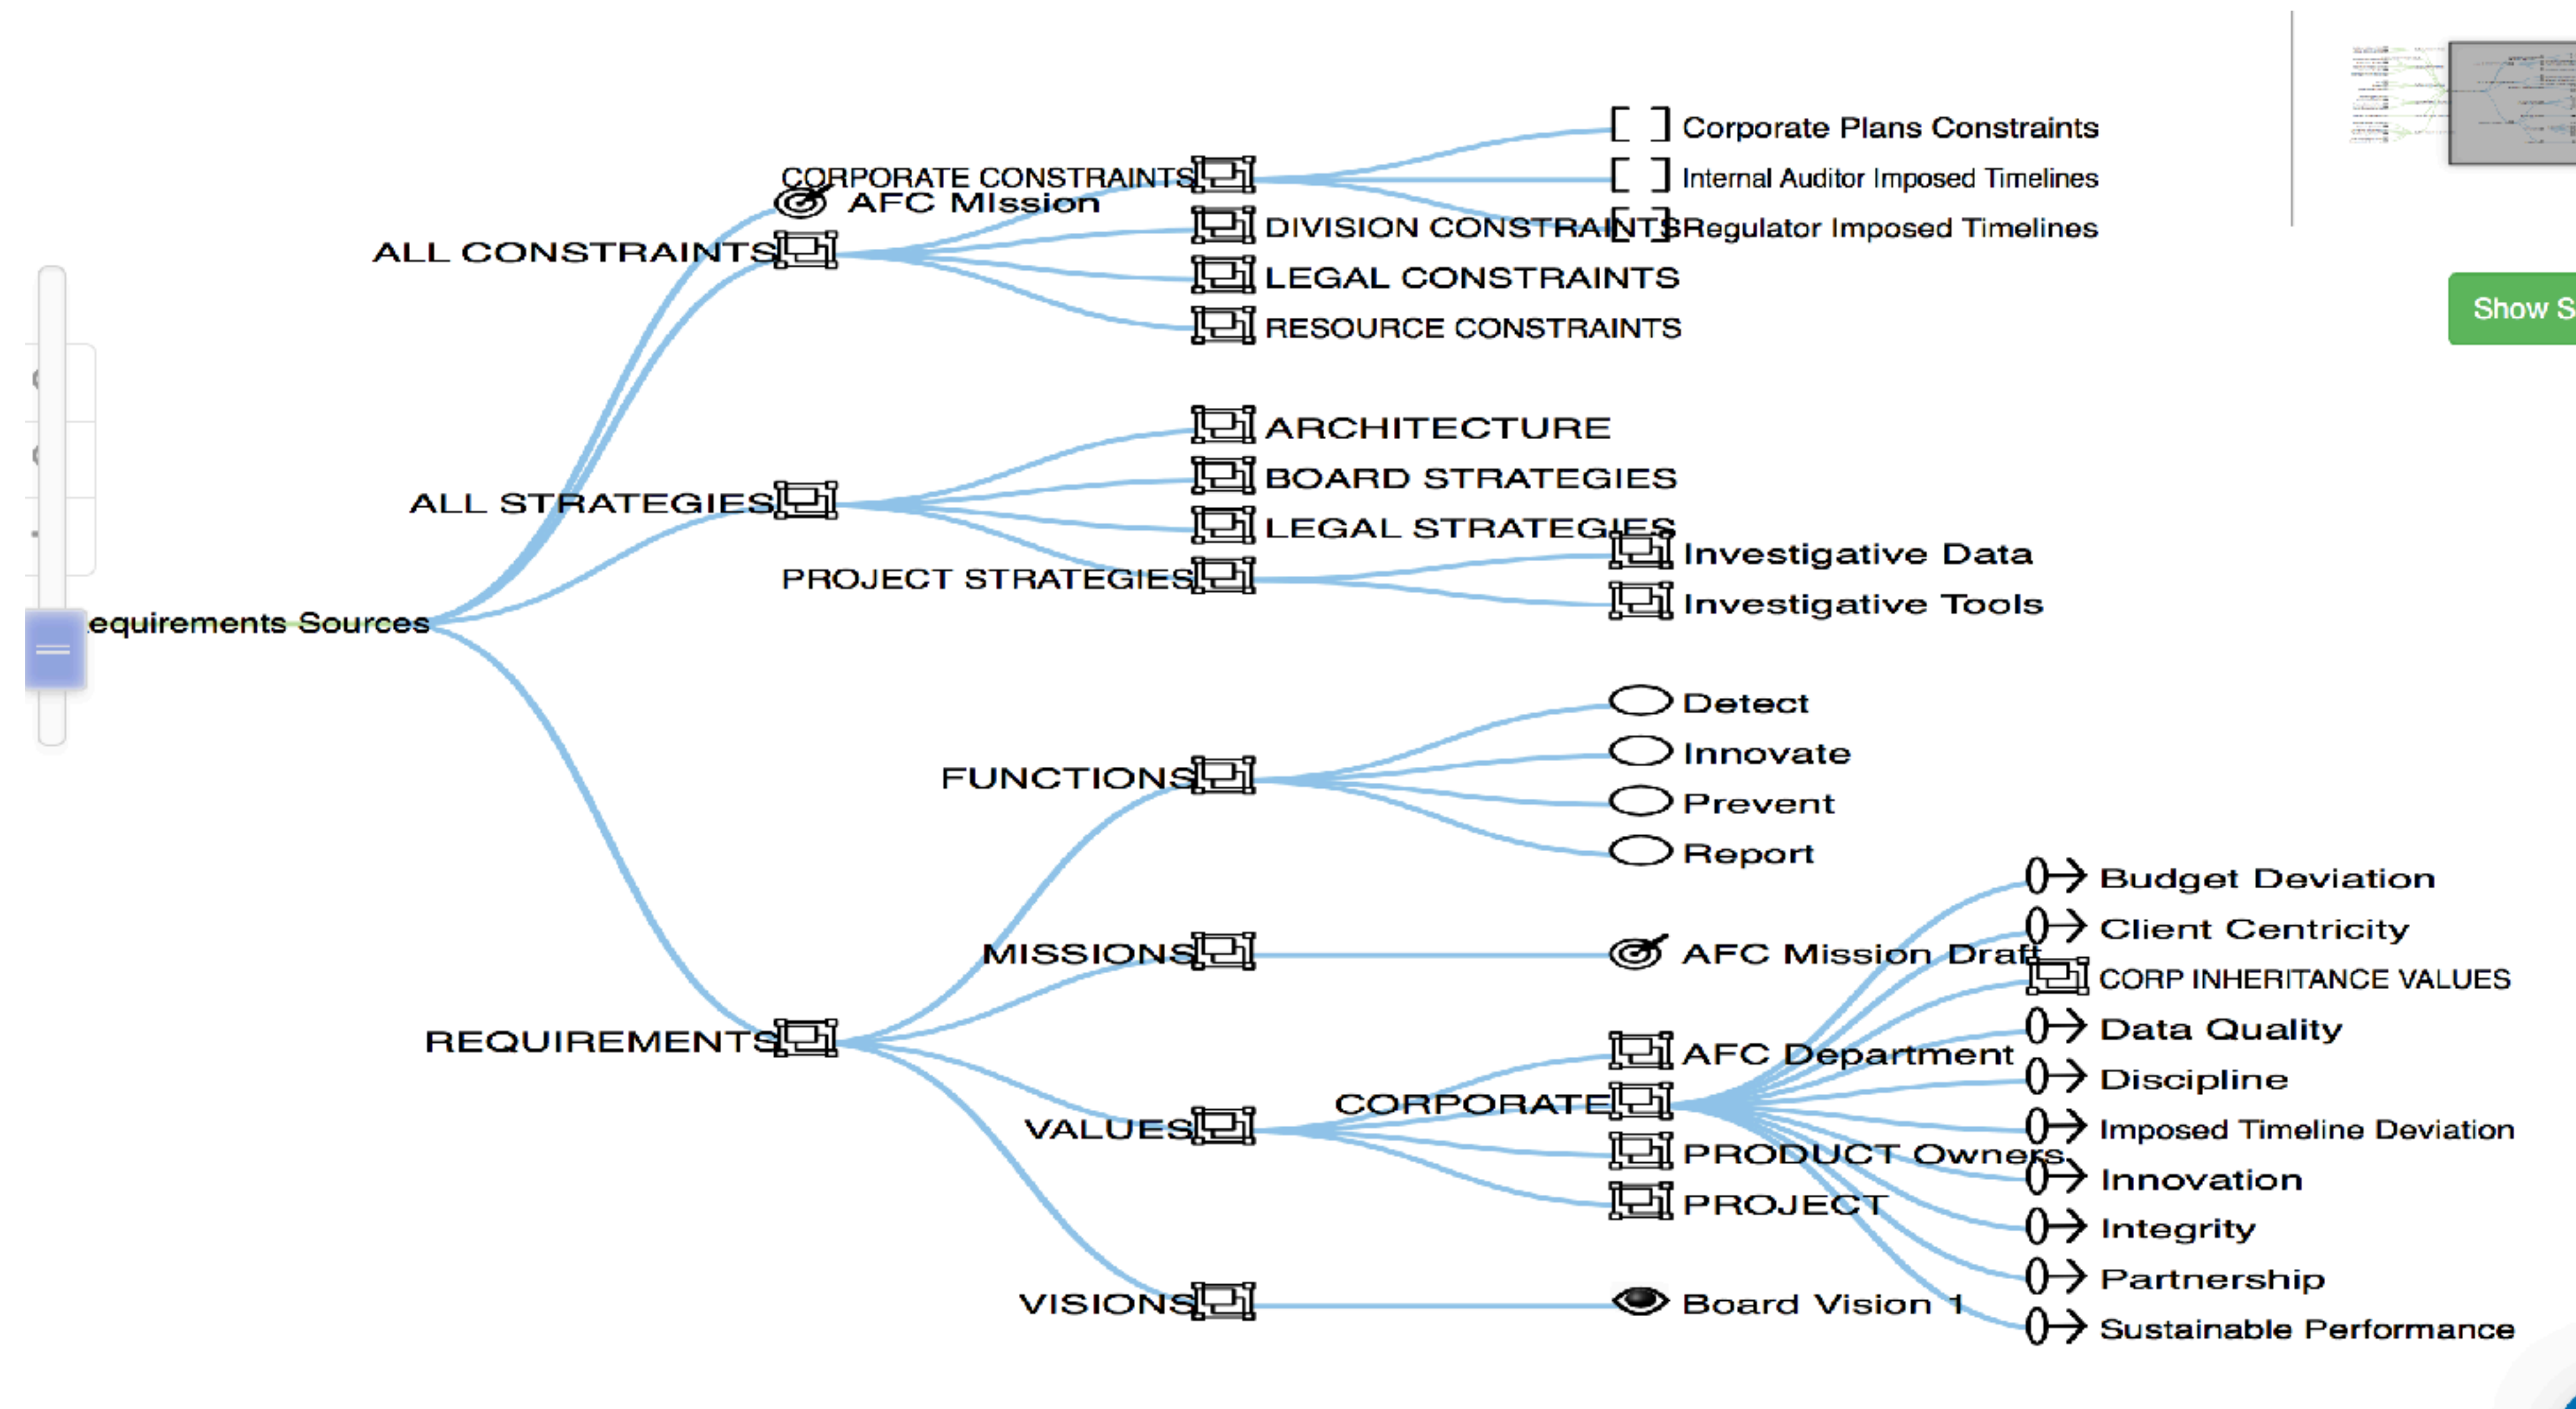 Corporate Plans Constraints
CORPORATE CONSTRAINTS
Internal Auditor Imposed Timelines
AFC MIssion
DIVISION CONSTRAINTS
Regulator Imposed Timelines
ALL CONSTRAINTS
LEGAL CONSTRAINTS
Show S
RESOURCE CONSTRAINTS
ARCHITECTURE
BOARD STRATEGIES
ALL STRATEGIES
LEGAL STRATEGIES
Investigative Data
PROJECT STRATEGIES
Investigative Tools
equirements Sources
Detect
Innovate
FUNCTIONS
Prevent
Report
Budget Deviation
Client Centricity
MISSIONS
AFC Mission Draft
CORP INHERITANCE VALUES
Data Quality
REQUIREMENTS
AFC Department
Discipline
CORPORATE
VALUES
Imposed Timeline Deviation
PRODUCT Owners
Innovation
PROJECT
Integrity
Partnership
VISIONS
Board Vision 1
Sustainable Performance